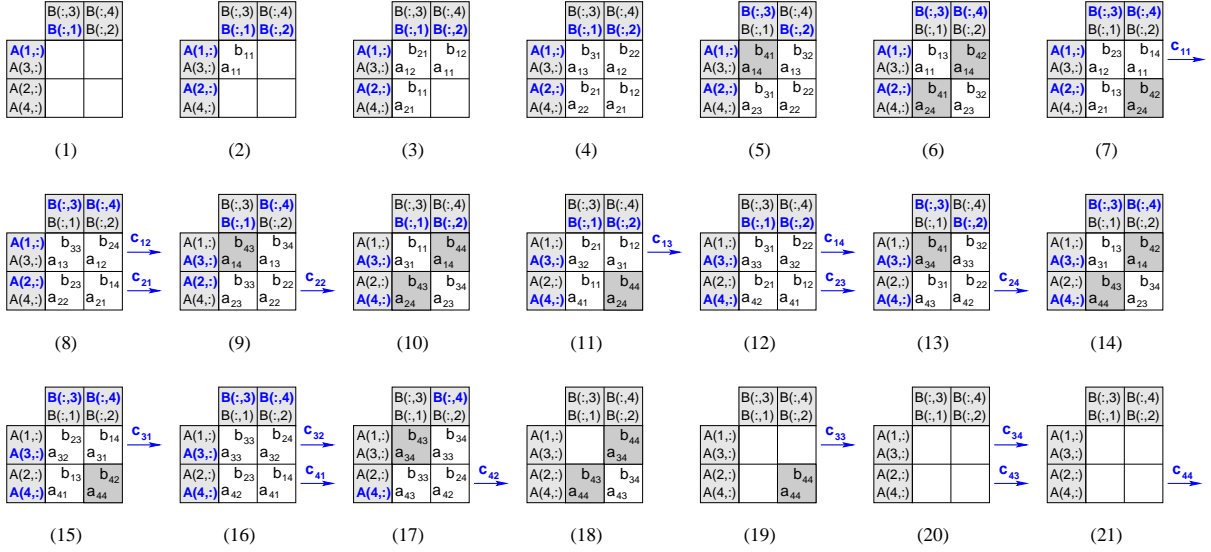 B(:,3) B(:,4)
B(:,1) B(:,2)
A(1,:)
A(3,:)
A(2,:)
A(4,:)
(1)
B(:,3) B(:,4)
B(:,1) B(:,2)
A(1,:) b11
A(3,:) a11
A(2,:)
A(4,:)
(2)
B(:,3) B(:,4)
B(:,1) B(:,2)
A(1,:) b21 b12
A(3,:) a12 a11
A(2,:) b11
A(4,:) a21
(3)
B(:,3) B(:,4)
B(:,1) B(:,2)
A(1,:) b31 b22
A(3,:) a13 a12
A(2,:) b21 b12
A(4,:) a22 a21
(4)
B(:,3) B(:,4)
B(:,1) B(:,2)
A(1,:) b41 b32
A(3,:) a14 a13
A(2,:) b31 b22
A(4,:) a23 a22
(5)
B(:,3) B(:,4)
B(:,1) B(:,2)
A(1,:) b13 b42
A(3,:) a11 a14
A(2,:) b41 b32
A(4,:) a24 a23
(6)
B(:,3) B(:,4)
B(:,1) B(:,2)
A(1,:) b23 b14 c11
A(3,:) a12 a11
A(2,:) b13 b42
A(4,:) a21 a24
(7)
B(:,3) B(:,4)
B(:,1) B(:,2)
A(1,:) b33 b24 c12
A(3,:) a13 a12
A(2,:) b23 b14 c21
A(4,:) a22 a21
(8)
B(:,3) B(:,4)
B(:,1) B(:,2)
A(1,:) b43 b34
A(3,:) a14 a13
A(2,:) b33 b22 c22
A(4,:) a23 a22
(9)
B(:,3) B(:,4)
B(:,1) B(:,2)
A(1,:) b11 b44
A(3,:) a31 a14
A(2,:) b43 b34
A(4,:) a24 a23
(10)
B(:,3) B(:,4)
B(:,1) B(:,2)
A(1,:) b21 b12 c13
A(3,:) a32 a31
A(2,:) b11 b44
A(4,:) a41 a24
(11)
B(:,3) B(:,4)
B(:,1) B(:,2)
A(1,:) b31 b22 c14
A(3,:) a33 a32
A(2,:) b21 b12 c23
A(4,:) a42 a41
(12)
B(:,3) B(:,4)
B(:,1) B(:,2)
A(1,:) b41 b32
A(3,:) a34 a33
A(2,:) b31 b22 c24
A(4,:) a43 a42
(13)
B(:,3) B(:,4)
B(:,1) B(:,2)
A(1,:) b13 b42
A(3,:) a31 a14
A(2,:) b43 b34
A(4,:) a44 a23
(14)
B(:,3) B(:,4)
B(:,1) B(:,2)
A(1,:) b23 b14 c31
A(3,:) a32 a31
A(2,:) b13 b42
A(4,:) a41 a44
(15)
B(:,3) B(:,4)
B(:,1) B(:,2)
A(1,:) b33 b24 c32
A(3,:) a33 a32
A(2,:) b23 b14 c41
A(4,:) a42 a41
(16)
B(:,3) B(:,4)
B(:,1) B(:,2)
A(1,:) b43 b34
A(3,:) a34 a33
A(2,:) b33 b24 c42
A(4,:) a43 a42
(17)
B(:,3) B(:,4)
B(:,1) B(:,2)
A(1,:) b44
A(3,:) a34
A(2,:) b43 b34
A(4,:) a44 a43
(18)
B(:,3) B(:,4)
B(:,1) B(:,2)
A(1,:) c33
A(3,:)
A(2,:) b44
A(4,:) a44
(19)
B(:,3) B(:,4)
B(:,1) B(:,2)
A(1,:) c34
A(3,:)
A(2,:) c43
A(4,:)
(20)
B(:,3) B(:,4)
B(:,1) B(:,2)
A(1,:)
A(3,:)
A(2,:) c44
A(4,:)
(21)